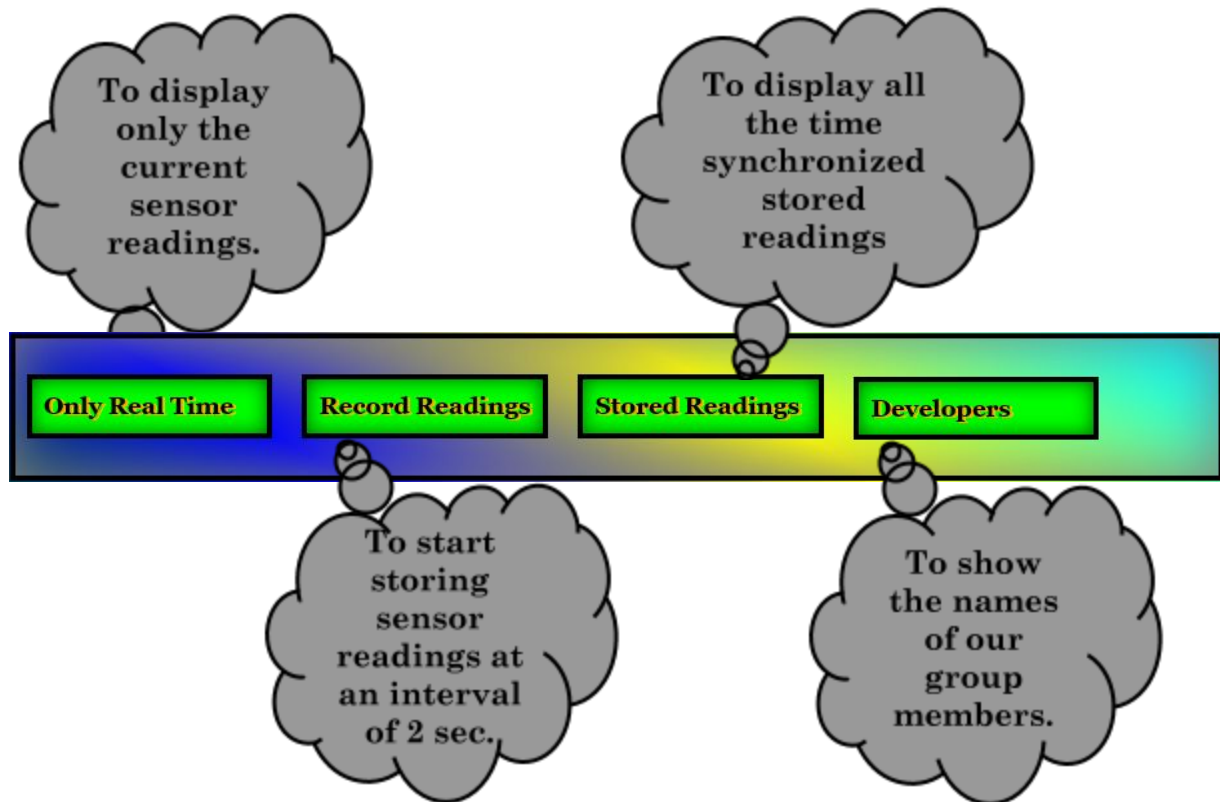 To display
only the
current
sensor
readings.
To display all
the time
synchronized
stored
readings
Only Real Time
Record Readings
Stored Readings
Developers
To start
storing
sensor
readings at
an interval
of 2 sec.
To show
the names
of our
group
members.